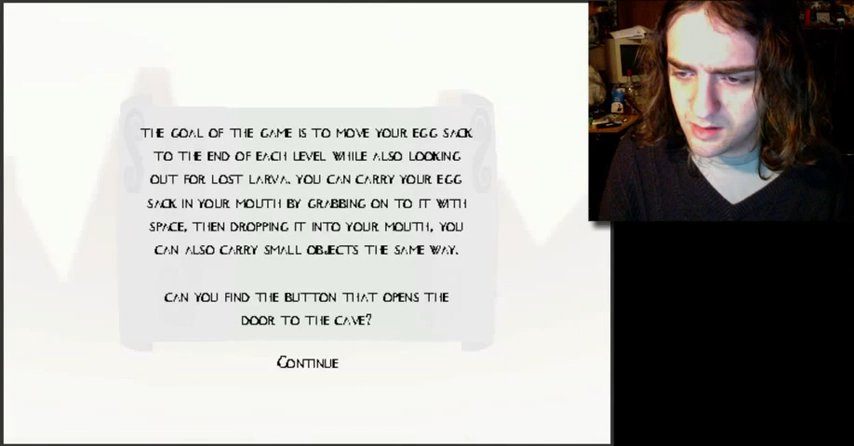 THE GOAL OF THE GAME IS TO MOVE YOUR EGG SACK
TO THE END OF EACH LEVEL WHILE ALSO LOOKING
OUT FOR LOST LARVA. YOU CAN CARRY YOUR EGG
SACK IN YOUR MOUTH BY GRABBING ON TO IT WITH
SPACE, THEN DROPPING IT INTO YOUR MOUTH, YOU
CAN ALSO CARRY SMALL OBJECTS THE SAME WAY.
CAN YOU FIND THE BUTTON THAT OPENS THE
DOOR TO THE CAVE?
CONTINUE